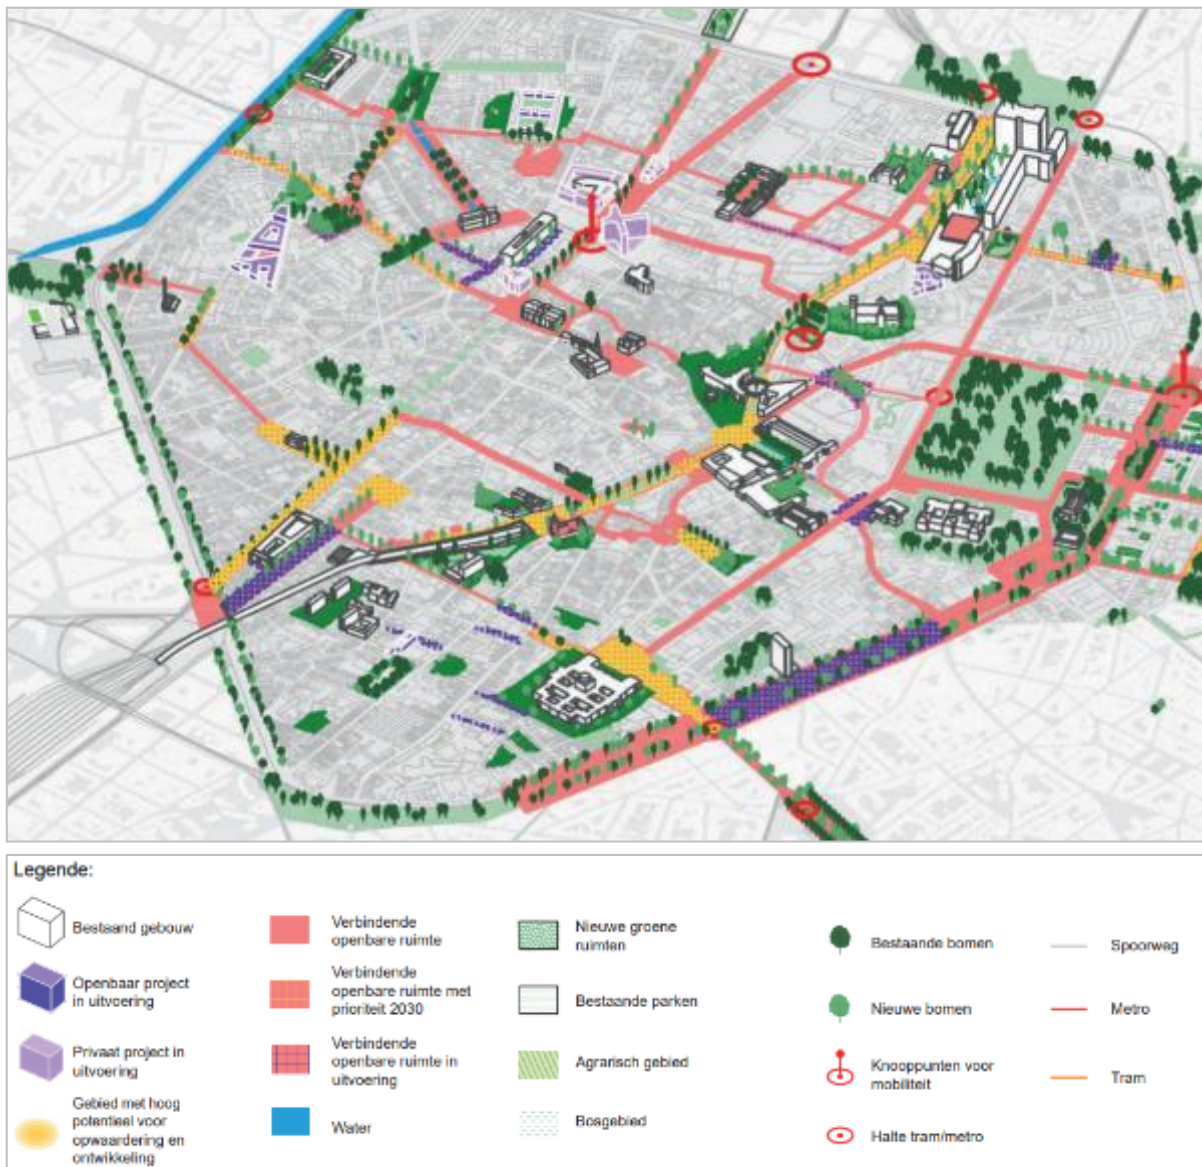 Legende:
Bestaand gebouw
Openbaar project
in uitvoering
Privaat project in
uitvoering
Gebied met hoog
potentieel voor
opwaardering en
ontwikkeling
Verbindende
openbare ruimte
Verbindende
openbare ruimte met
prioriteit 2030
Verbindende
openbare ruimte in
uitvoering
Water
Nieuwe groene
ruimten
Bestaande parken
Agrarisch gebied
Bosgebied
Bestaande bomen
Nieuwe bomen
Knooppunten voor
mobiliteit
Halte tram/metro
Spoorweg
Metro
Tram